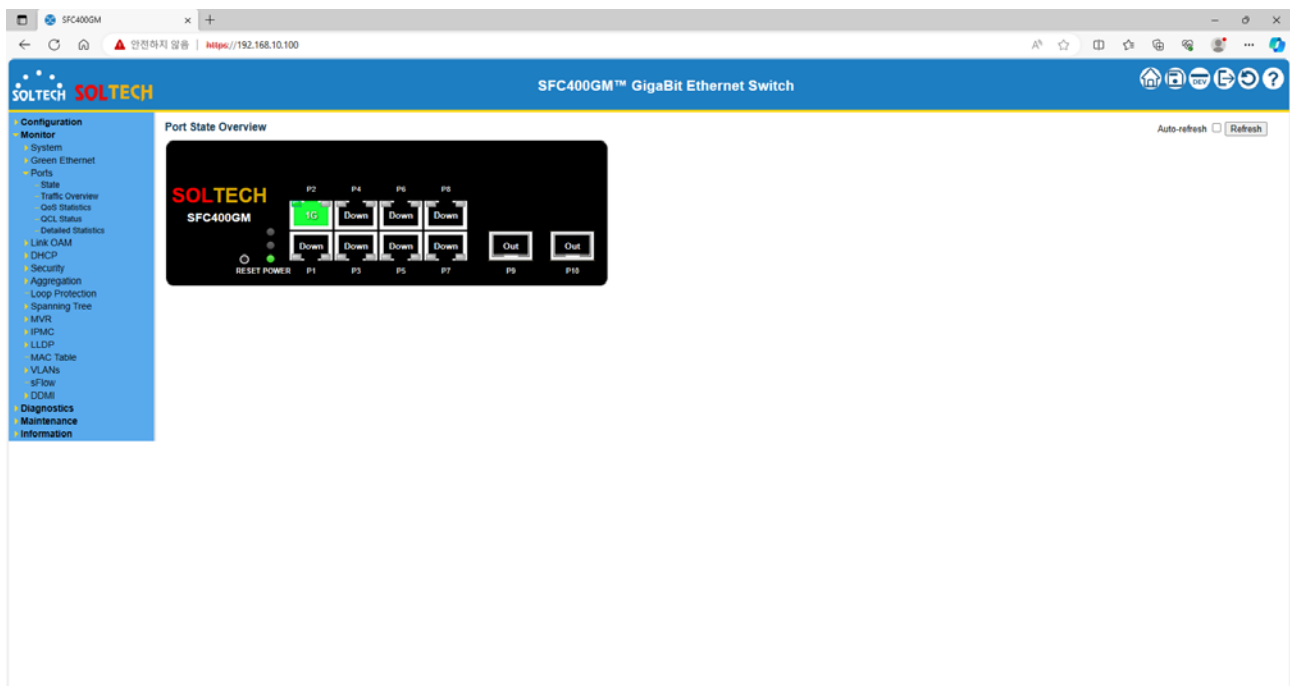 SFC400GM
안전하지 않음 https://192.168.10.100
SOLTECH SOLTECH
SFC400GM™ GigaBit Ethernet Switch
DEV
?
Configuration
Monitor
System
Green Ethernet
Ports
State
Traffic Overview
QoS Statistics
QCL Status
Detailed Statistics
Link OAM
DHCP
Security
Aggregation
Loop Protection
Spanning Tree
MVR
IPMC
LLDP
MAC Table
VLANs
sFlow
DDMI
Diagnostics
Maintenance
Information
Port State Overview
Auto-refresh Refresh
P2 P4 P6 P8
SOLTECH
SFC400GM
1G Down Down Down
Down Down Down Down Out Out
RESET POWER P1 P3 P5 P7 P9 P10